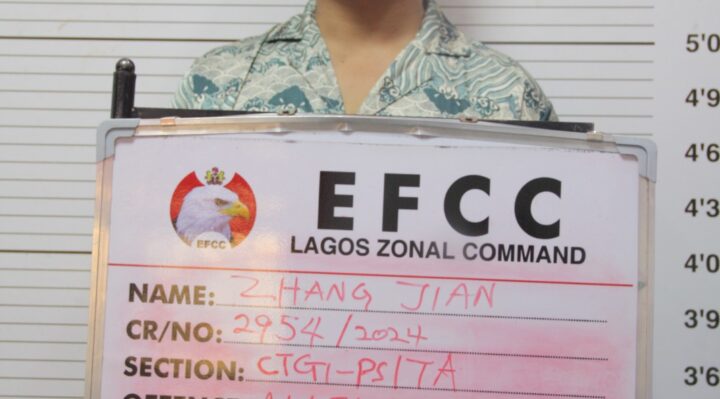 EFCC
EFCC
LAGOS ZONAL COMMAND
NAME: ZHANG JIAN
CR/NO: 2954/2024
SECTION: CTGI-PS/TA
5'0
4'9
4'6
4'3
4'0
3'9
3'6